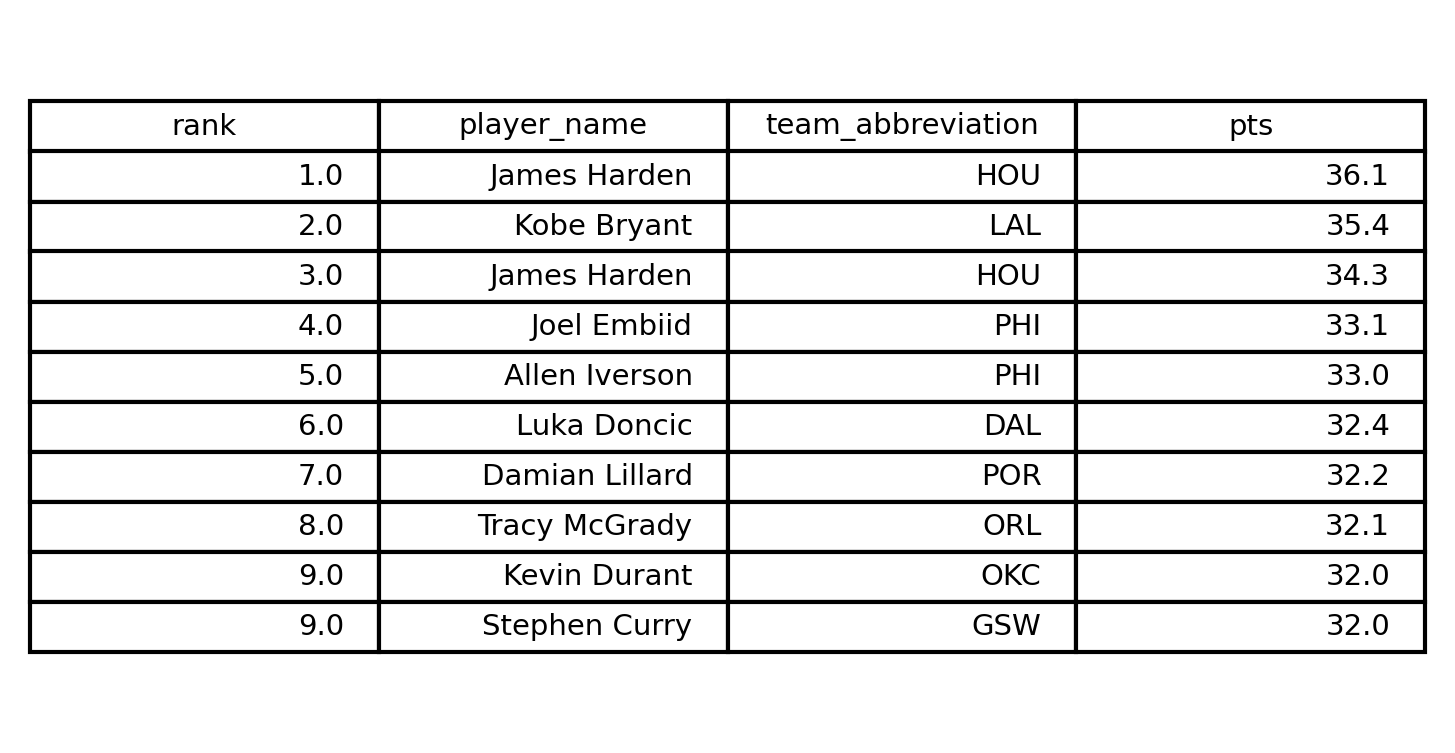 rank player_name team_abbreviation pts
1.0 James Harden HOU 36.1
2.0 Kobe Bryant LAL 35.4
3.0 James Harden HOU 34.3
4.0 Joel Embiid PHI 33.1
5.0 Allen Iverson PHI 33.0
6.0 Luka Doncic DAL 32.4
7.0 Damian Lillard POR 32.2
8.0 Tracy McGrady ORL 32.1
9.0 Kevin Durant OKC 32.0
9.0 Stephen Curry GSW 32.0